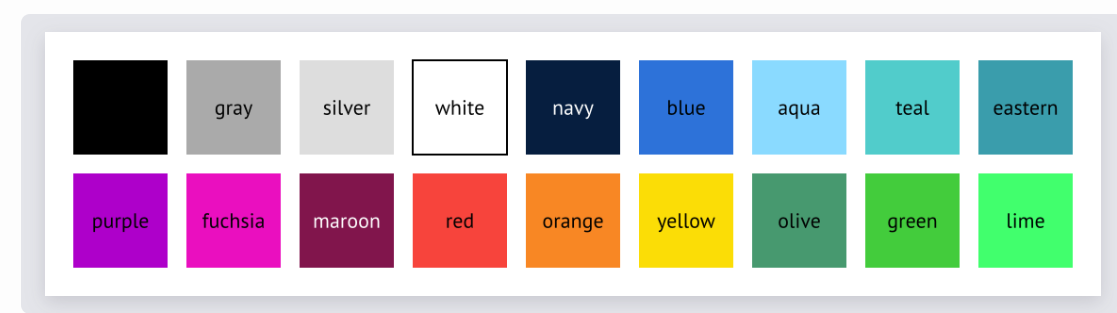 gray silver white navy blue aqua teal eastern
purple fuchsia maroon red orange yellow olive green lime